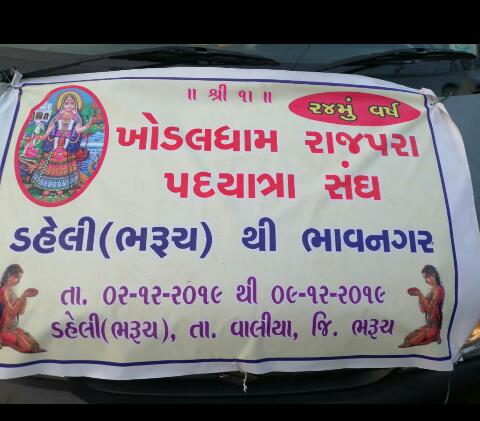 ॥ શ્રી ૧ા ॥
૨૪મું વર્ષ
ખોડલધામ રાજપરા
પદયાત્રા સંઘ
ડહેલી(ભરૂચ) થી ભાવનગર
તા. ૦૨-૧૨-૨૦૧૯ થી ૦૯-૧૨-૨૦૧૯
ડહેલી(ભરૂચ), તા. વાલીયા, જિ. ભરૂચ